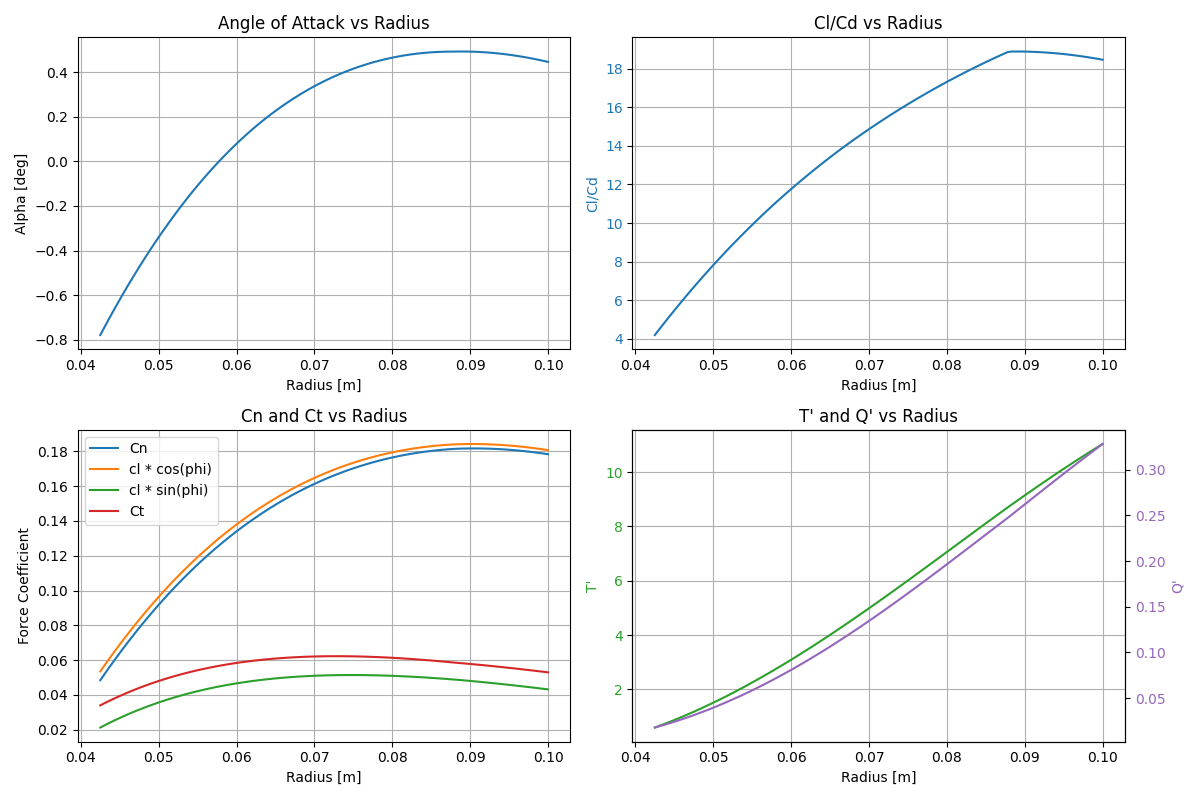 Angle of Attack vs Radius
Alpha [deg]
0.4
0.2
0.0
−0.2
−0.4
−0.6
−0.8
0.04 0.05 0.06 0.07 0.08 0.09 0.10
Radius [m]
Cl/Cd vs Radius
Cl/Cd
18
16
14
12
10
8
6
4
0.04 0.05 0.06 0.07 0.08 0.09 0.10
Radius [m]
Cn and Ct vs Radius
Force Coefficient
Cn
cl * cos(phi)
cl * sin(phi)
Ct
0.18
0.16
0.14
0.12
0.10
0.08
0.06
0.04
0.02
0.04 0.05 0.06 0.07 0.08 0.09 0.10
Radius [m]
T' and Q' vs Radius
T'
10
8
6
4
2
0.30
0.25
0.20
0.15
0.10
0.05
Q'
0.04 0.05 0.06 0.07 0.08 0.09 0.10
Radius [m]